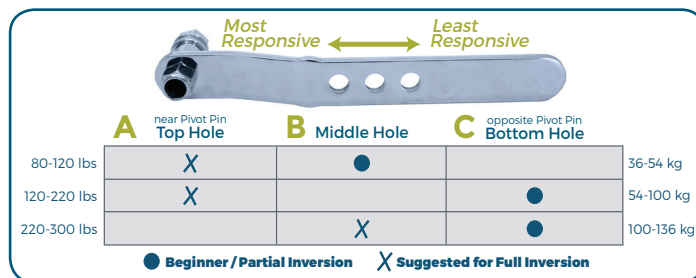 Most Responsive
Least Responsive
A near Pivot Pin Top Hole
B Middle Hole
C opposite Pivot Pin Bottom Hole
80-120 lbs X ● 36-54 kg
120-220 lbs X ● 54-100 kg
220-300 lbs X ● 100-136 kg
● Beginner / Partial Inversion X Suggested for Full Inversion